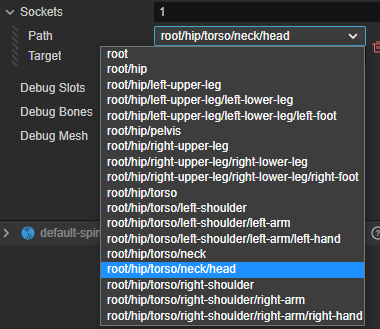 Sockets 1
Path root/hip/torso/neck/head
Target
root
root/hip
root/hip/left-upper-leg
Debug Slots root/hip/left-upper-leg/left-lower-leg
root/hip/left-upper-leg/left-lower-leg/left-foot
Debug Bones root/hip/pelvis
root/hip/right-upper-leg
Debug Mesh root/hip/right-upper-leg/right-lower-leg
root/hip/right-upper-leg/right-lower-leg/right-foot
root/hip/torso
root/hip/torso/left-shoulder
default-spin root/hip/torso/left-shoulder/left-arm
root/hip/torso/left-shoulder/left-arm/left-hand
root/hip/torso/neck
root/hip/torso/neck/head
root/hip/torso/right-shoulder
root/hip/torso/right-shoulder/right-arm
root/hip/torso/right-shoulder/right-arm/right-hand